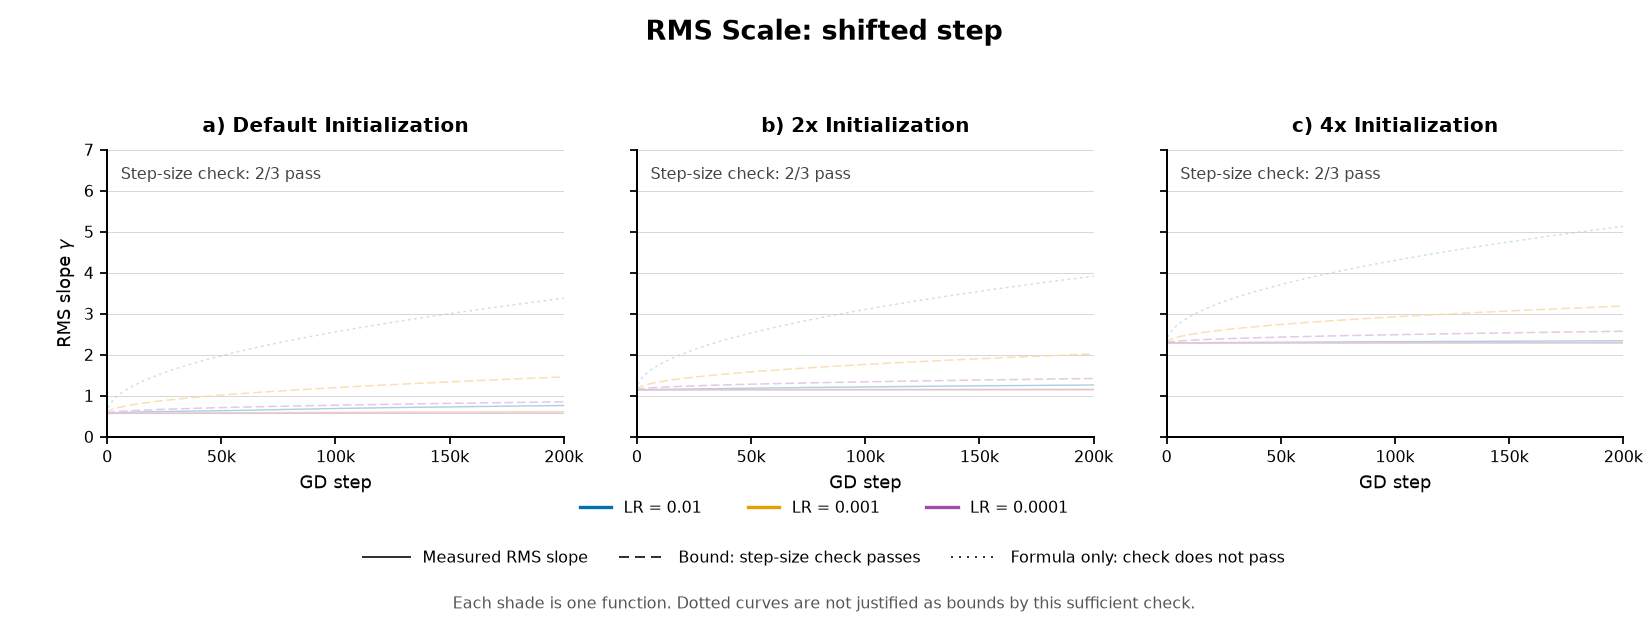 RMS Scale: shifted step
a) Default Initialization
b) 2x Initialization
c) 4x Initialization
Step-size check: 2/3 pass
Step-size check: 2/3 pass
Step-size check: 2/3 pass
RMS slope γ
7
6
5
4
3
2
1
0
0 50k 100k 150k 200k
0 50k 100k 150k 200k
0 50k 100k 150k 200k
GD step
GD step
GD step
LR = 0.01 LR = 0.001 LR = 0.0001
Measured RMS slope Bound: step-size check passes Formula only: check does not pass
Each shade is one function. Dotted curves are not justified as bounds by this sufficient check.